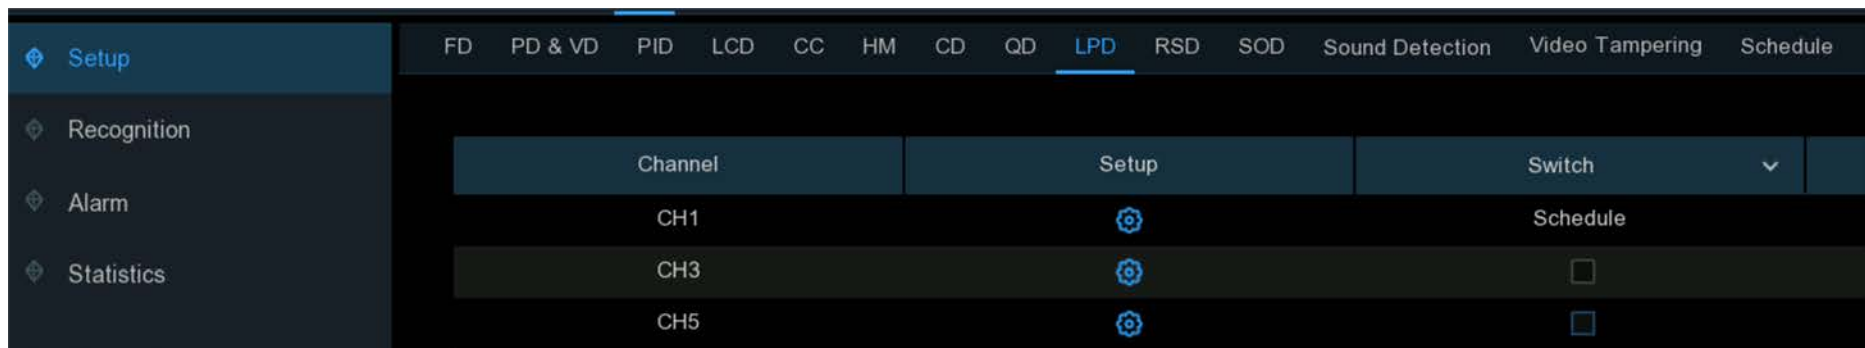 FD PD & VD PID LCD CC HM CD QD LPD RSD SOD Sound Detection Video Tampering Schedule
Setup
Recognition
Alarm
Statistics
Channel Setup Switch
CH1 Schedule
CH3
CH5